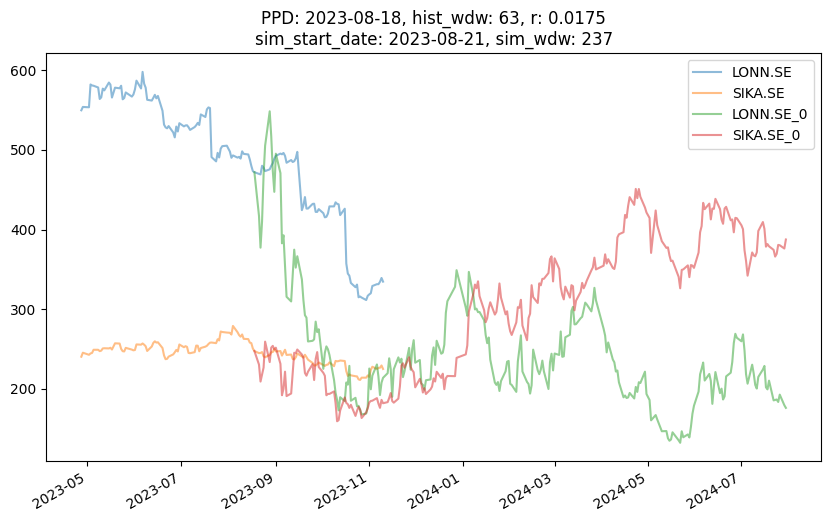 PPD: 2023-08-18, hist_wdw: 63, r: 0.0175
sim_start_date: 2023-08-21, sim_wdw: 237
LONN.SE
SIKA.SE
LONN.SE_0
SIKA.SE_0
600
500
400
300
200
2023-05
2023-07
2023-09
2023-11
2024-01
2024-03
2024-05
2024-07